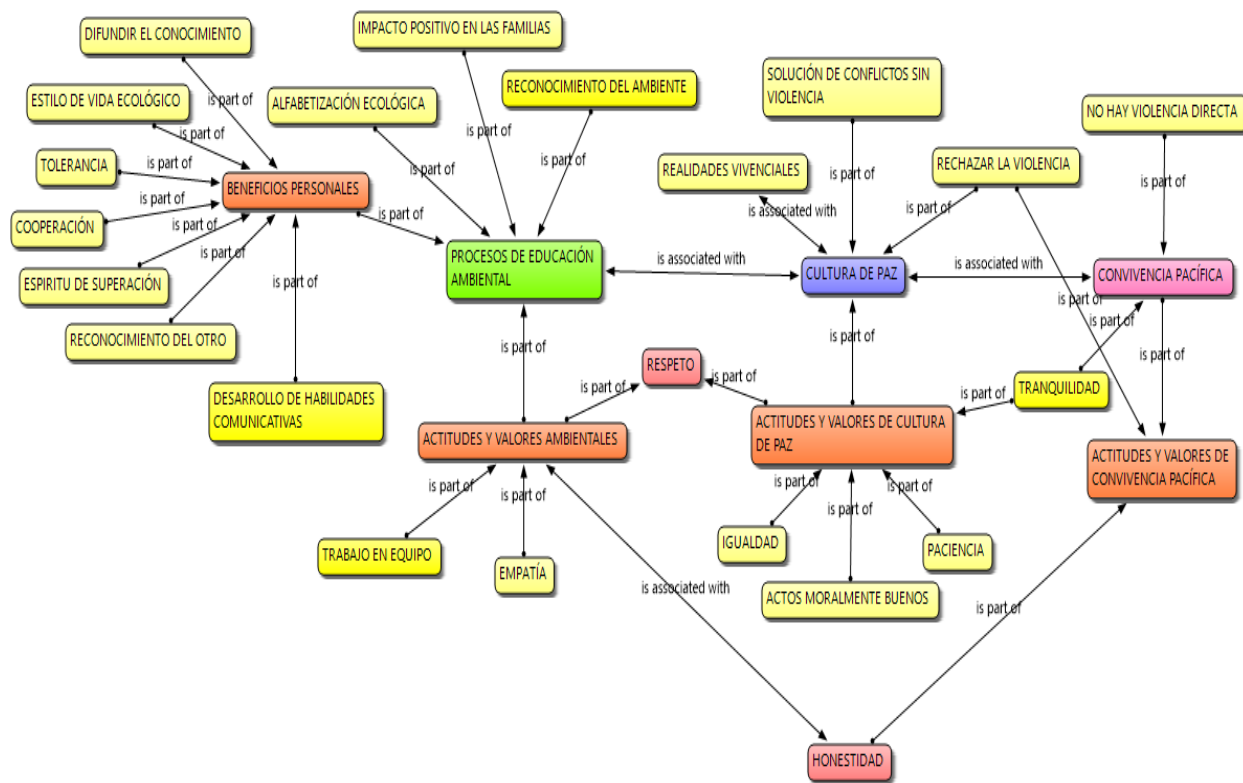 DIFUNDIR EL CONOCIMIENTO
IMPACTO POSITIVO EN LAS FAMILIAS
SOLUCIÓN DE CONFLICTOS SIN
VIOLENCIA
ESTILO DE VIDA ECOLÓGICO
ALFABETIZACIÓN ECOLÓGICA
RECONOCIMIENTO DEL AMBIENTE
NO HAY VIOLENCIA DIRECTA
is part of
is part of
is part of
is part of
is part of
is part of
TOLERANCIA
is part of
REALIDADES VIVENCIALES
RECHAZAR LA VIOLENCIA
is part of
is part of
BENEFICIOS PERSONALES
is part of
COOPERACIÓN
is part of
is part of
is associated with
is part of
is part of
is part of
PROCESOS DE EDUCACIÓN
AMBIENTAL
is associated with
CULTURA DE PAZ
is associated with
CONVIVENCIA PACÍFICA
ESPIRITU DE SUPERACIÓN
is part of
is part of
is part of
RECONOCIMIENTO DEL OTRO
is part of
is part of
is part of
RESPETO
is part of
is part of
is part of
TRANQUILIDAD
DESARROLLO DE HABILIDADES
COMUNICATIVAS
is part of
ACTITUDES Y VALORES AMBIENTALES
ACTITUDES Y VALORES DE CULTURA
DE PAZ
ACTITUDES Y VALORES DE
CONVIVENCIA PACÍFICA
is part of
is part of
is part of
is part of
is part of
TRABAJO EN EQUIPO
EMPATÍA
IGUALDAD
PACIENCIA
is associated with
ACTOS MORALMENTE BUENOS
is part of
HONESTIDAD